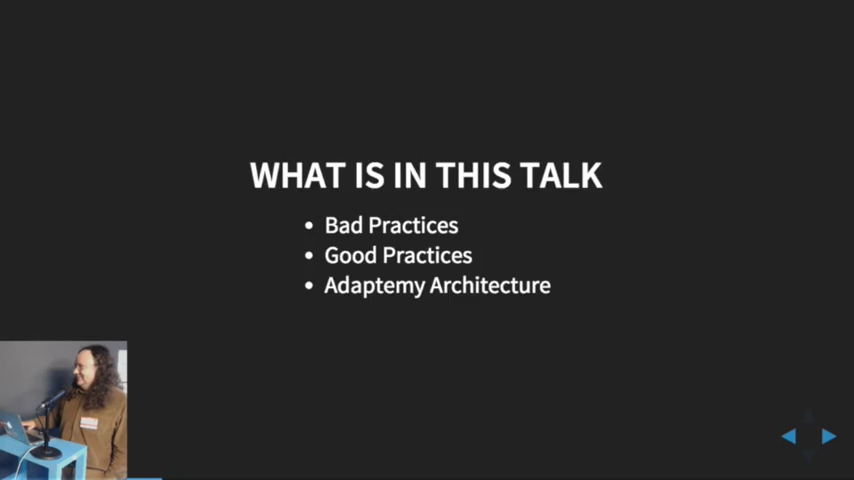 WHAT IS IN THIS TALK
Bad Practices
Good Practices
Adaptemy Architecture